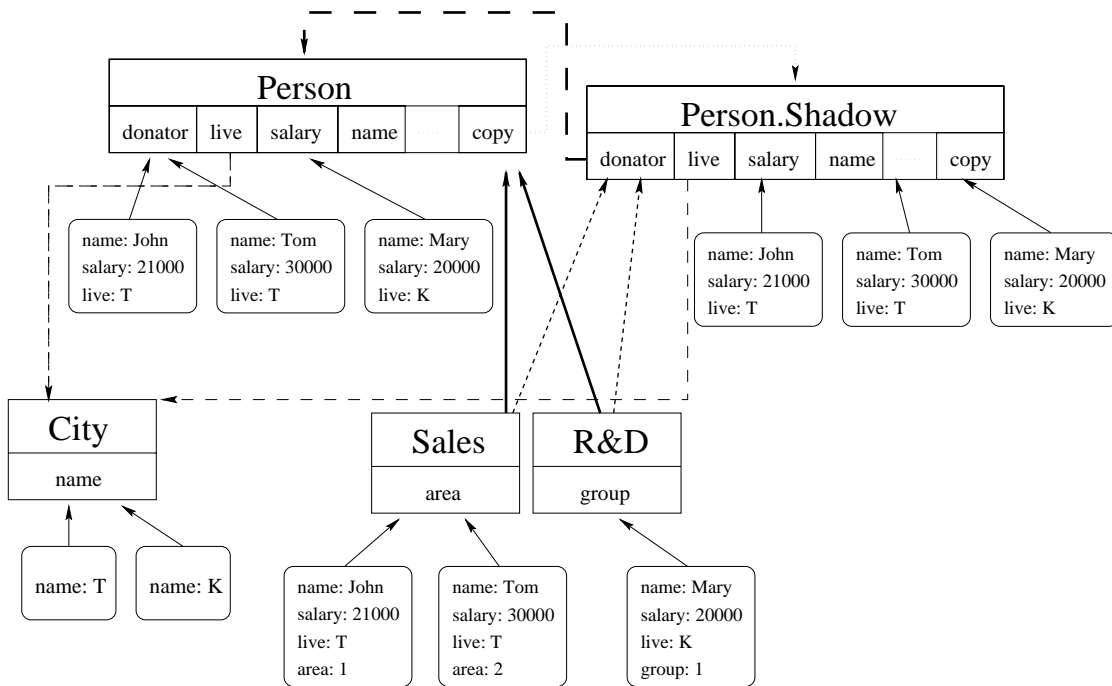 Person
donator live salary name ...... copy
Person.Shadow
donator live salary name ...... copy
name: John
salary: 21000
live: T
name: Tom
salary: 30000
live: T
name: Mary
salary: 20000
live: K
name: John
salary: 21000
live: T
name: Tom
salary: 30000
live: T
name: Mary
salary: 20000
live: K
City
name
Sales
area
R&D
group
name: T
name: K
name: John
salary: 21000
live: T
area: 1
name: Tom
salary: 30000
live: T
area: 2
name: Mary
salary: 20000
live: K
group: 1